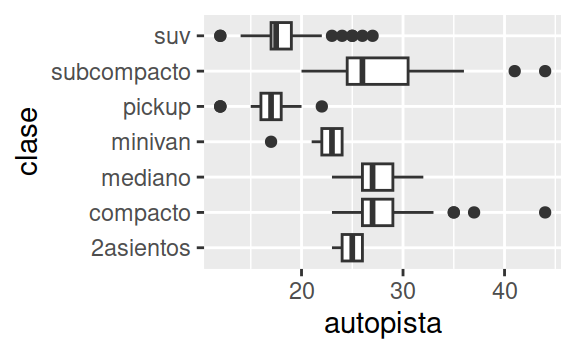 suv
subcompacto
pickup
minivan
mediano
compacto
2asientos
clase
20 30 40
autopista